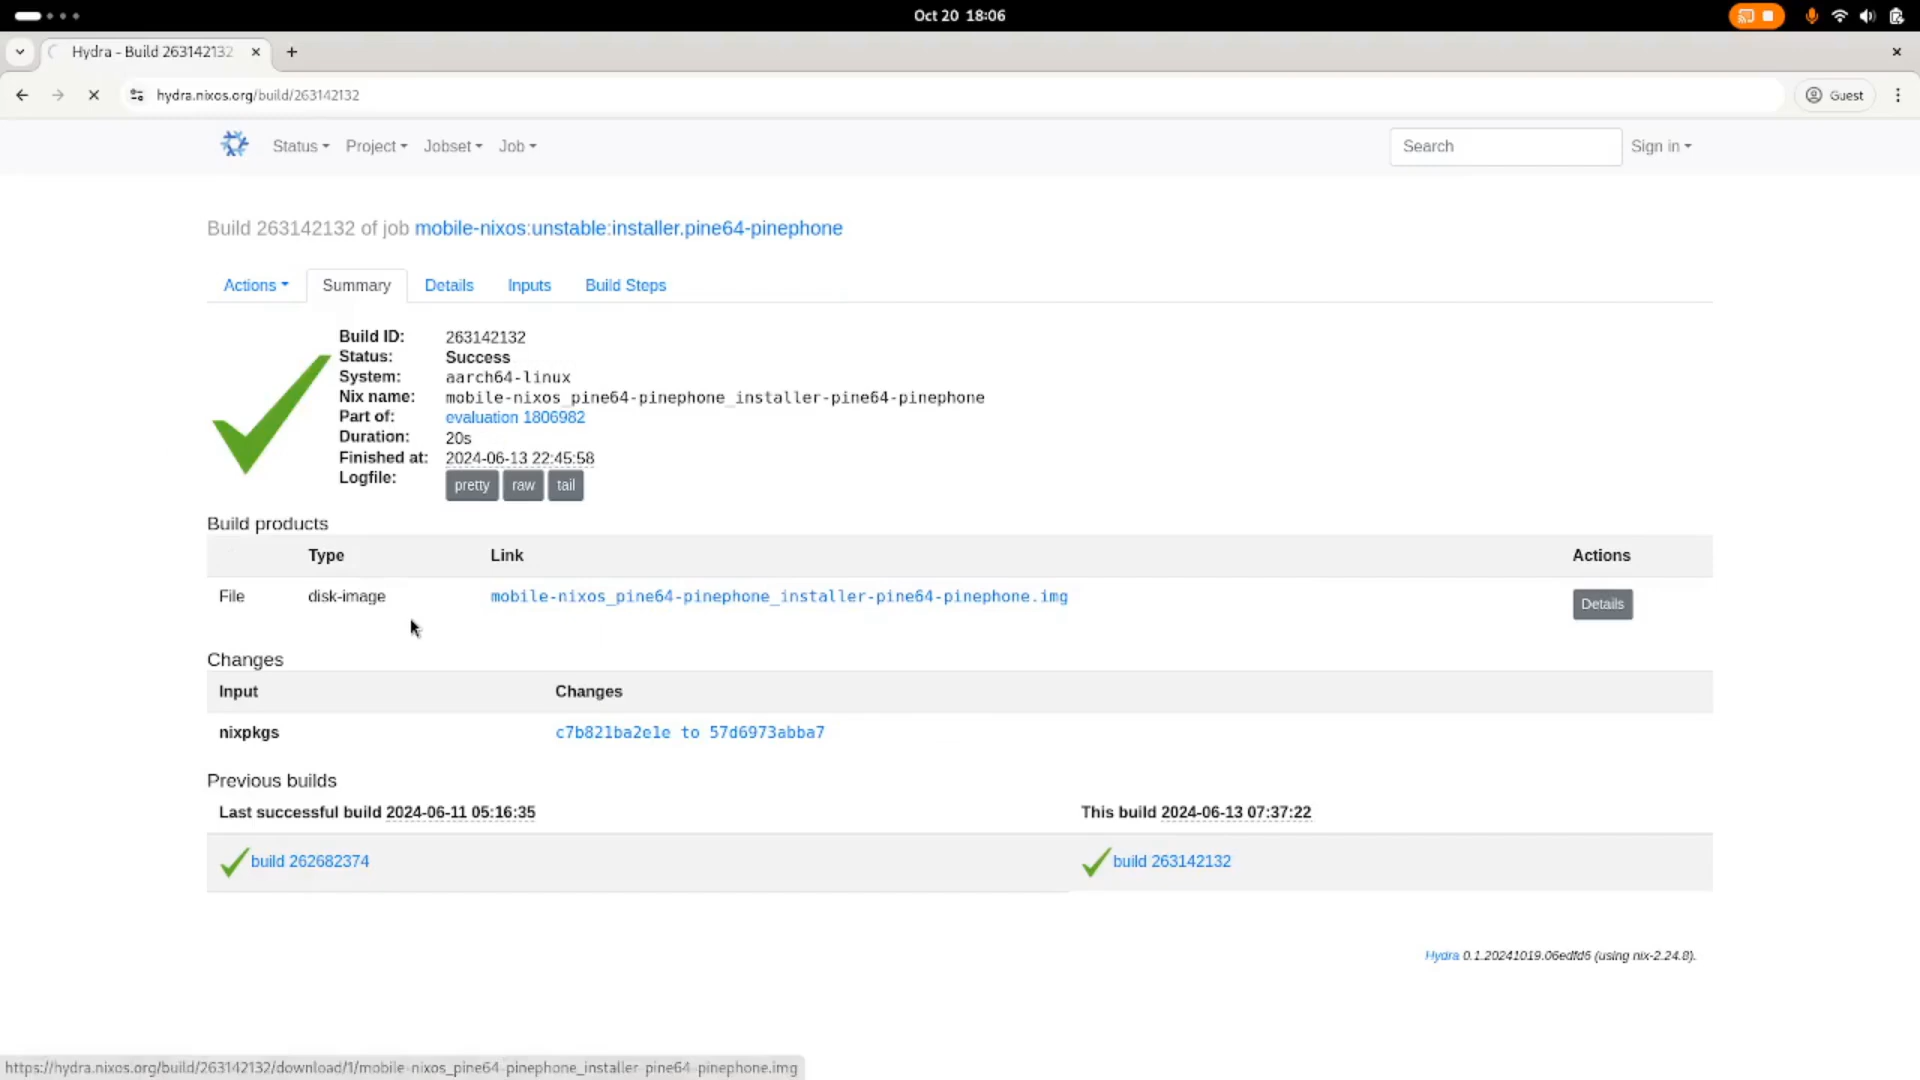 Oct 20 18:06
Hydra - Build 263142132
hydra.nixos.org/build/263142132
Guest
Status Project Jobset Job Search Sign in
Build 263142132 of job mobile-nixos:unstable:installer.pine64-pinephone
Actions Summary Details Inputs Build Steps
Build ID: 263142132
Status: Success
System: aarch64-linux
Nix name: mobile-nixos_pine64-pinephone_installer-pine64-pinephone
Part of: evaluation 1806982
Duration: 20s
Finished at: 2024-06-13 22:45:58
Logfile: pretty raw tail
Build products
Type Link Actions
File disk-image mobile-nixos_pine64-pinephone_installer-pine64-pinephone.img Details
Changes
Input Changes
nixpkgs c7b821ba2e1e to 57d6973abba7
Previous builds
Last successful build 2024-06-11 05:16:35 This build 2024-06-13 07:37:22
build 262682374 build 263142132
Hydra 0.1.20241019.06edfd6 (using nix-2.24.8).
https://hydra.nixos.org/build/263142132/download/1/mobile-nixos_pine64-pinephone_installer-pine64-pinephone.img